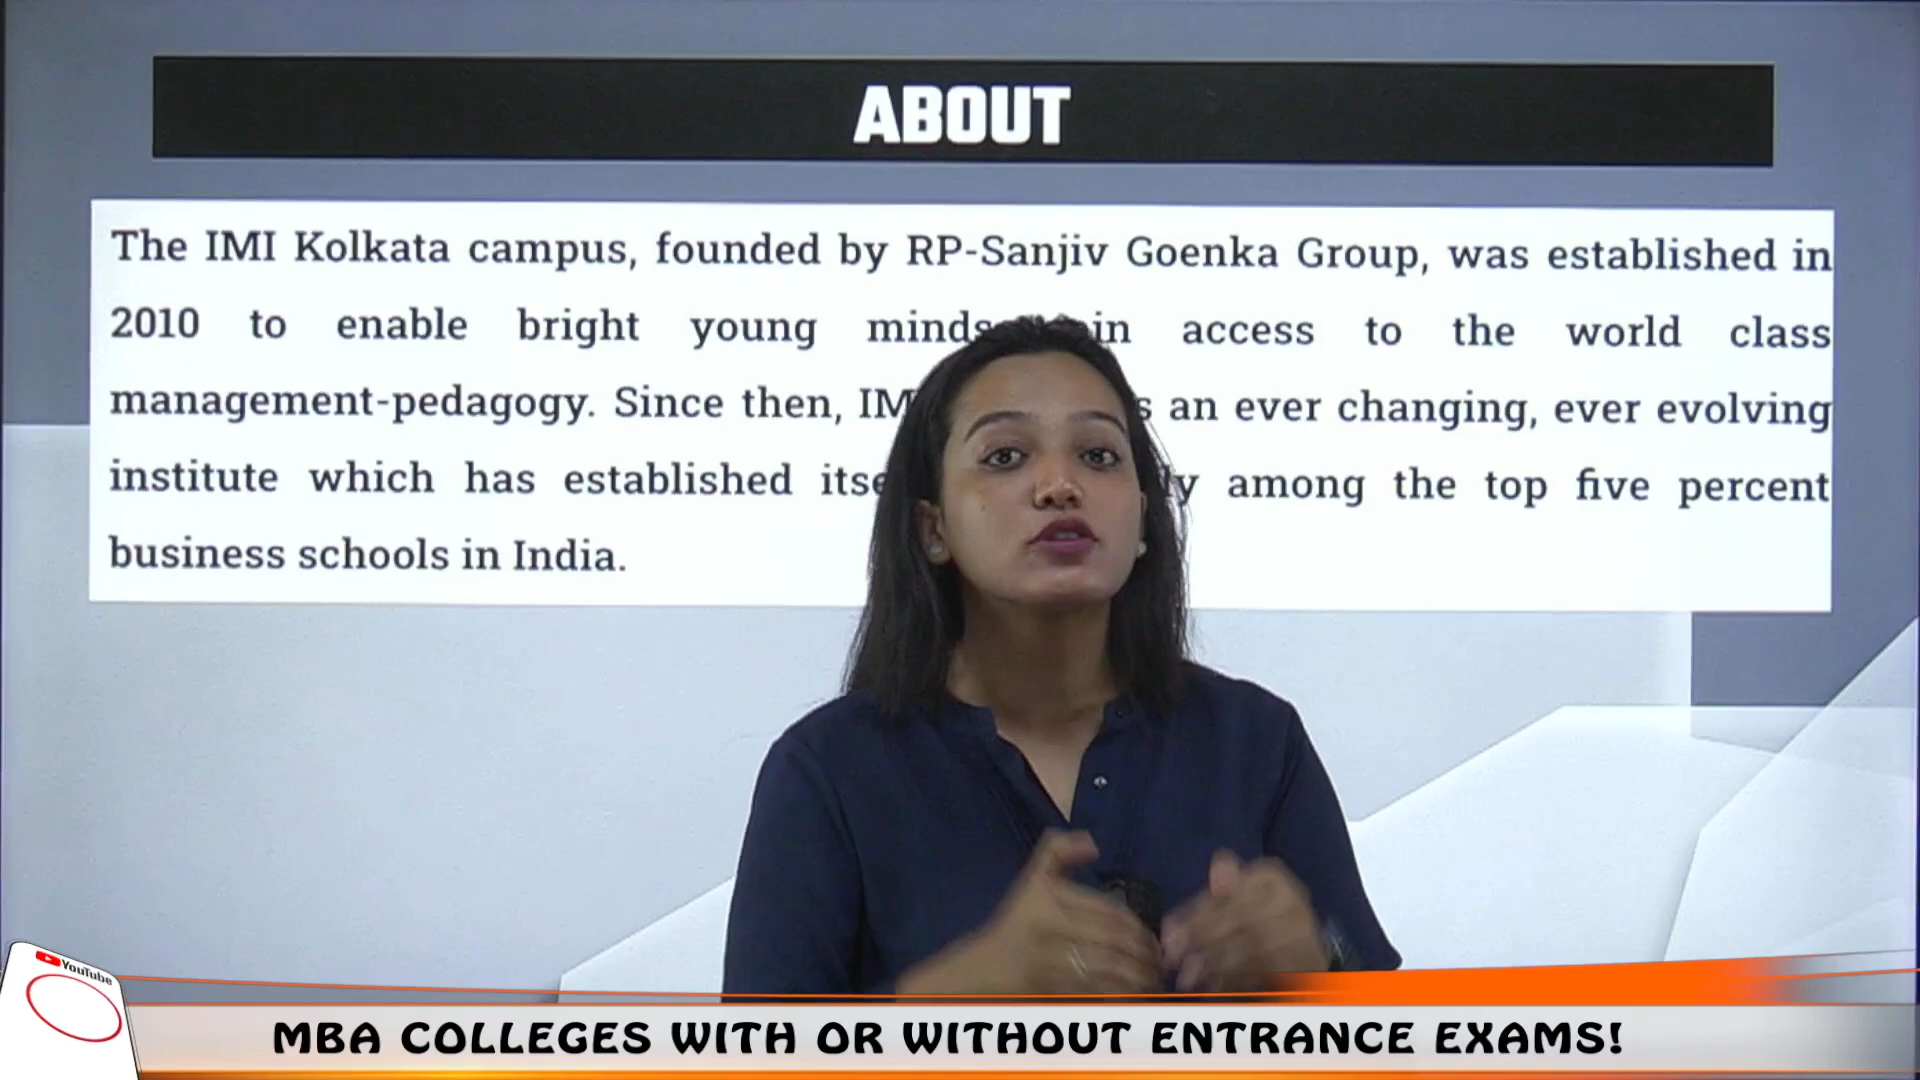 ABOUT
The IMI Kolkata campus, founded by RP-Sanjiv Goenka Group, was established in
2010 to enable bright young minds in access to the world class
management-pedagogy. Since then, an ever changing, ever evolving
institute which has established among the top five percent
business schools in India.
YouTube
MBA COLLEGES WITH OR WITHOUT ENTRANCE EXAMS!